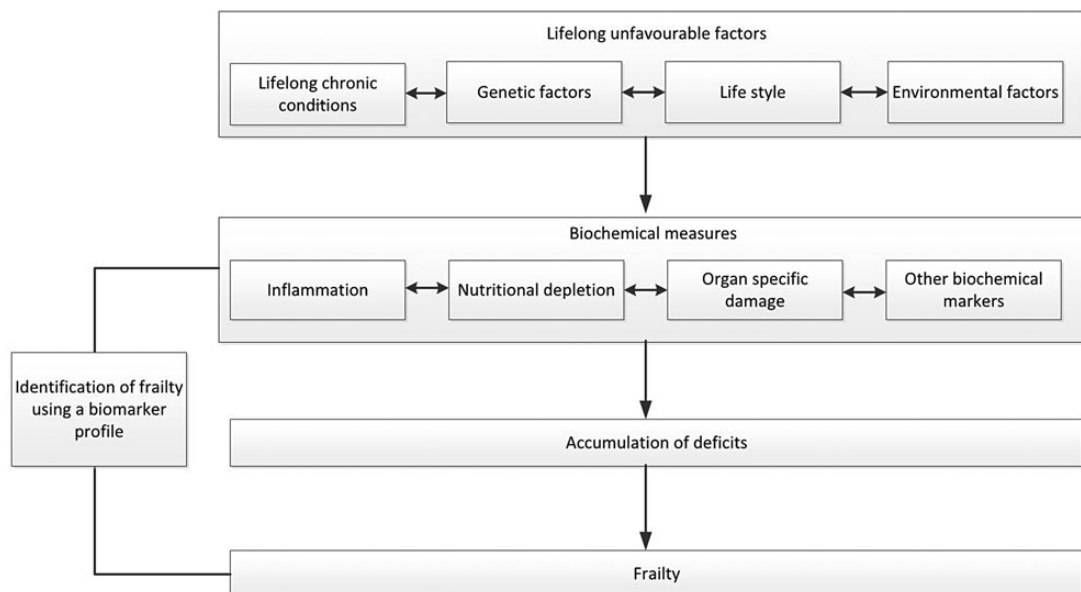 Lifelong unfavourable factors
Lifelong chronic
conditions
Genetic factors
Life style
Environmental factors
Biochemical measures
Inflammation
Nutritional depletion
Organ specific
damage
Other biochemical
markers
Identification of frailty
using a biomarker
profile
Accumulation of deficits
Frailty